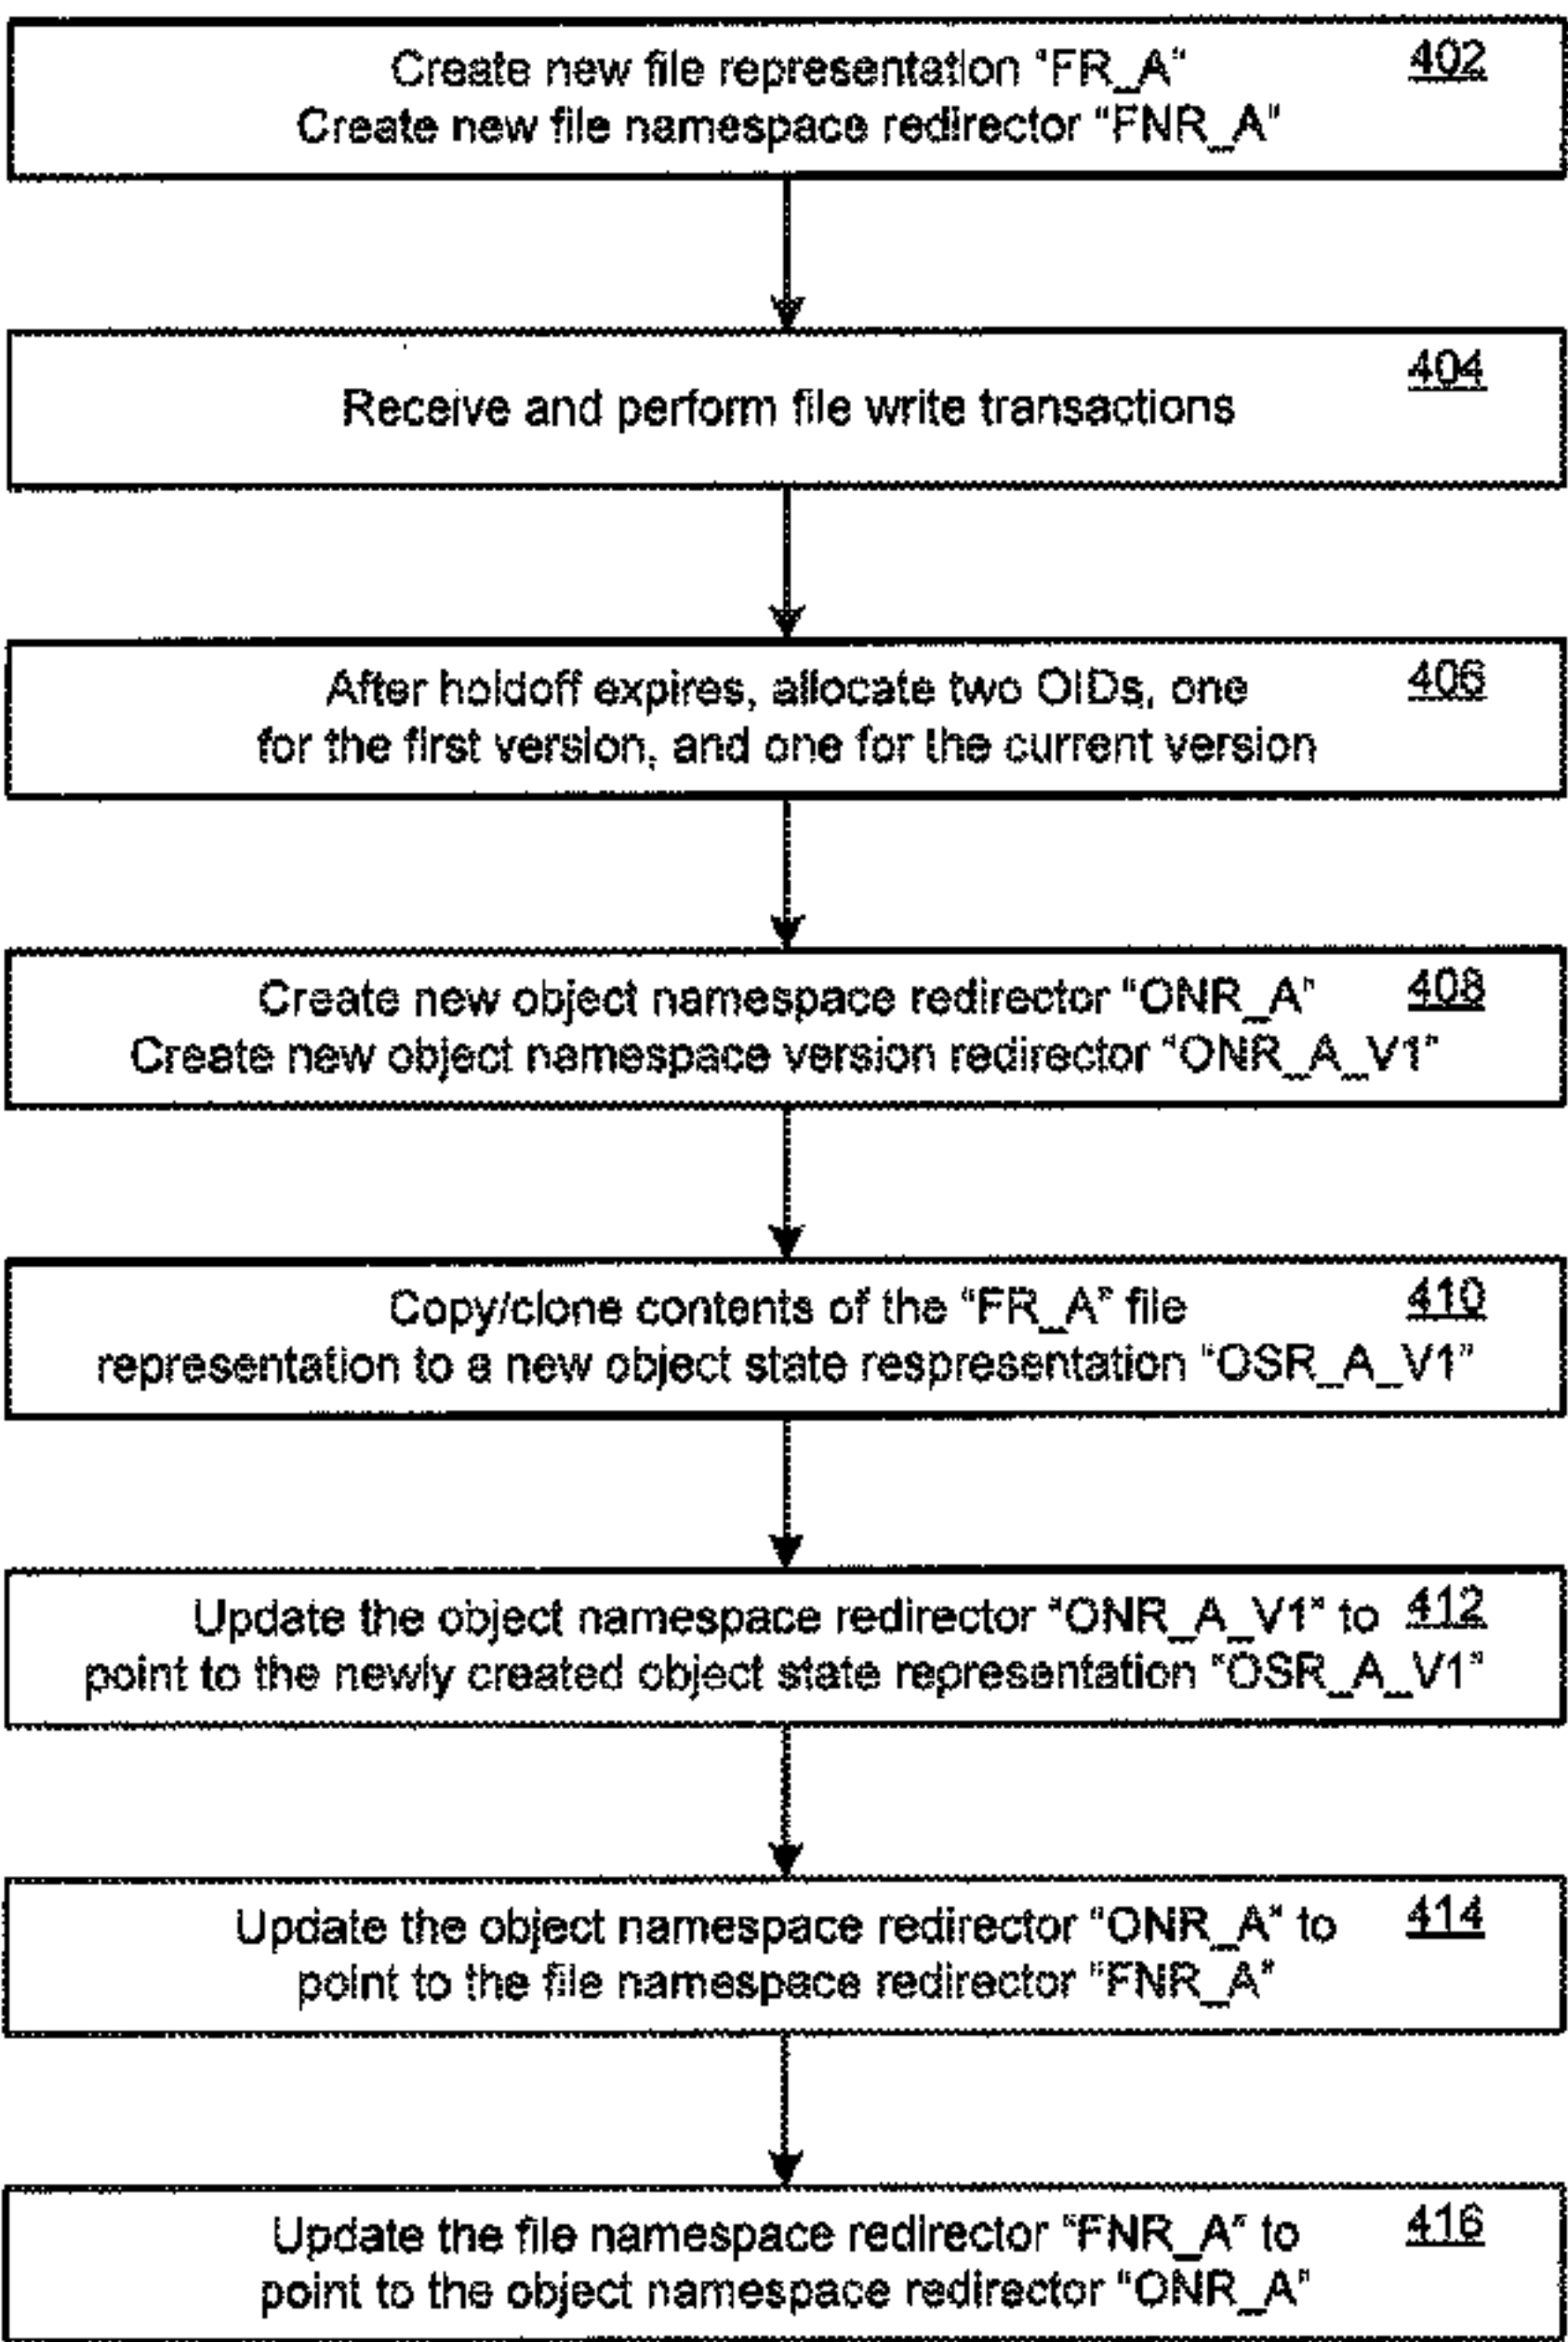 Create new file representation "FR_A" 402
Create new file namespace redirector "FNR_A"
Receive and perform file write transactions 404
After holdoff expires, allocate two OIDs, one 406
for the first version, and one for the current version
Create new object namespace redirector "ONR_A" 408
Create new object namespace version redirector "ONR_A_V1"
Copy/clone contents of the "FR_A" file 410
representation to a new object state respresentation "OSR_A_V1"
Update the object namespace redirector "ONR_A_V1" to 412
point to the newly created object state representation "OSR_A_V1"
Update the object namespace redirector "ONR_A" to 414
point to the file namespace redirector "FNR_A"
Update the file namespace redirector "FNR_A" to 416
point to the object namespace redirector "ONR_A"